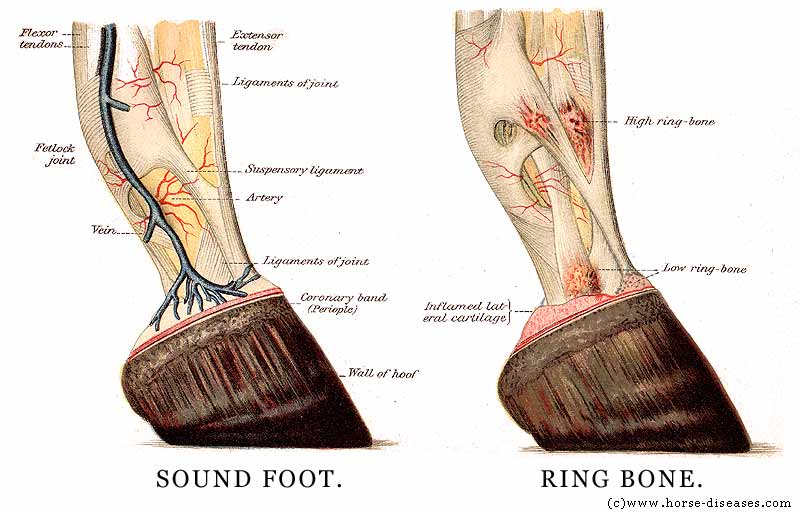 Flexor
tendons
Extensor
tendon
Ligaments of joint
Fetlock
joint
Suspensory ligament
Artery
Vein
Ligaments of joint
Coronary band
(Periople)
Wall of hoof
SOUND FOOT.
High ring-bone
Low ring-bone
Inflamed lat-
eral cartilage
RING BONE.
(c)www.horse-diseases.com